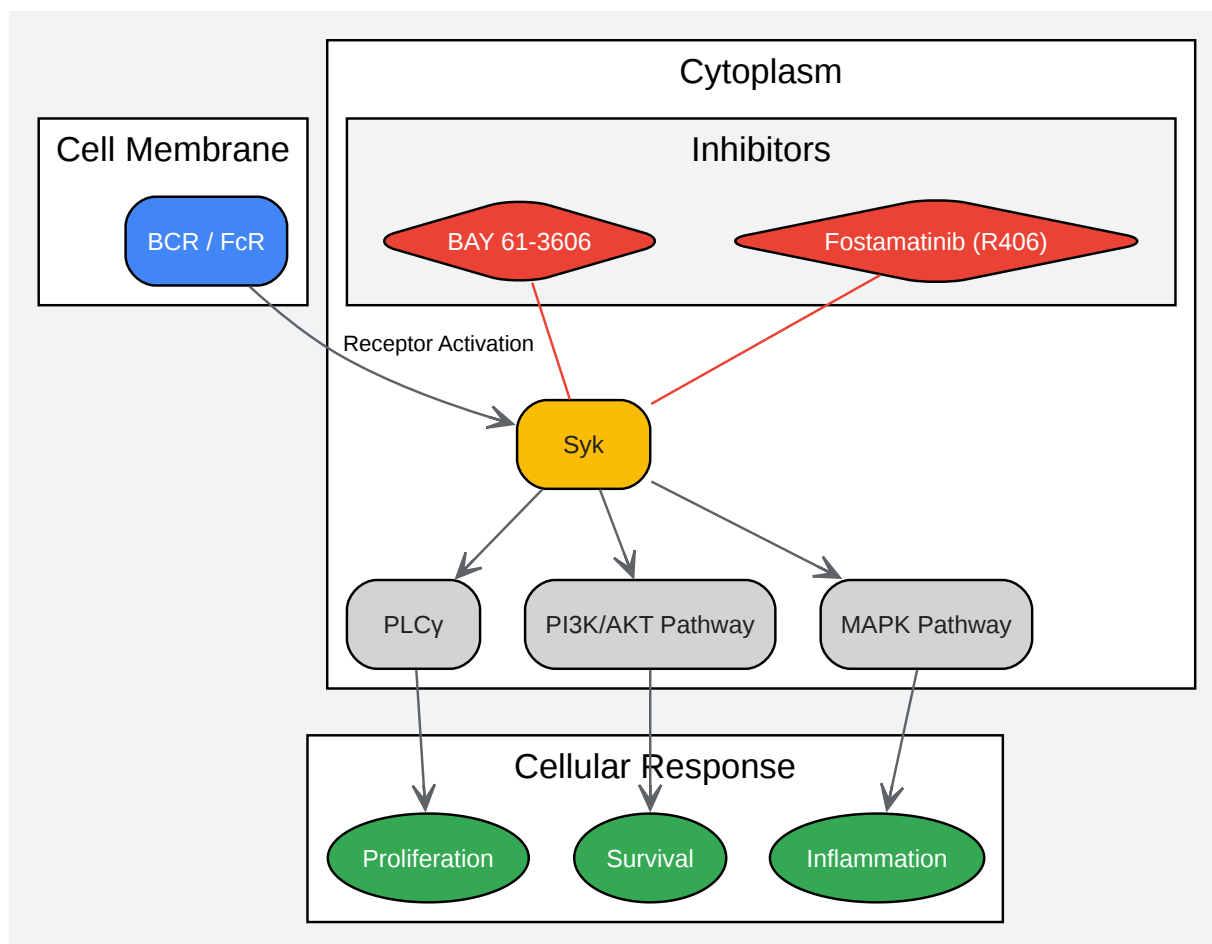 Cytoplasm
Cell Membrane
Inhibitors
BCR / FcR
BAY 61-3606
Fostamatinib (R406)
Receptor Activation
Syk
PLCγ
PI3K/AKT Pathway
MAPK Pathway
Cellular Response
Proliferation
Survival
Inflammation